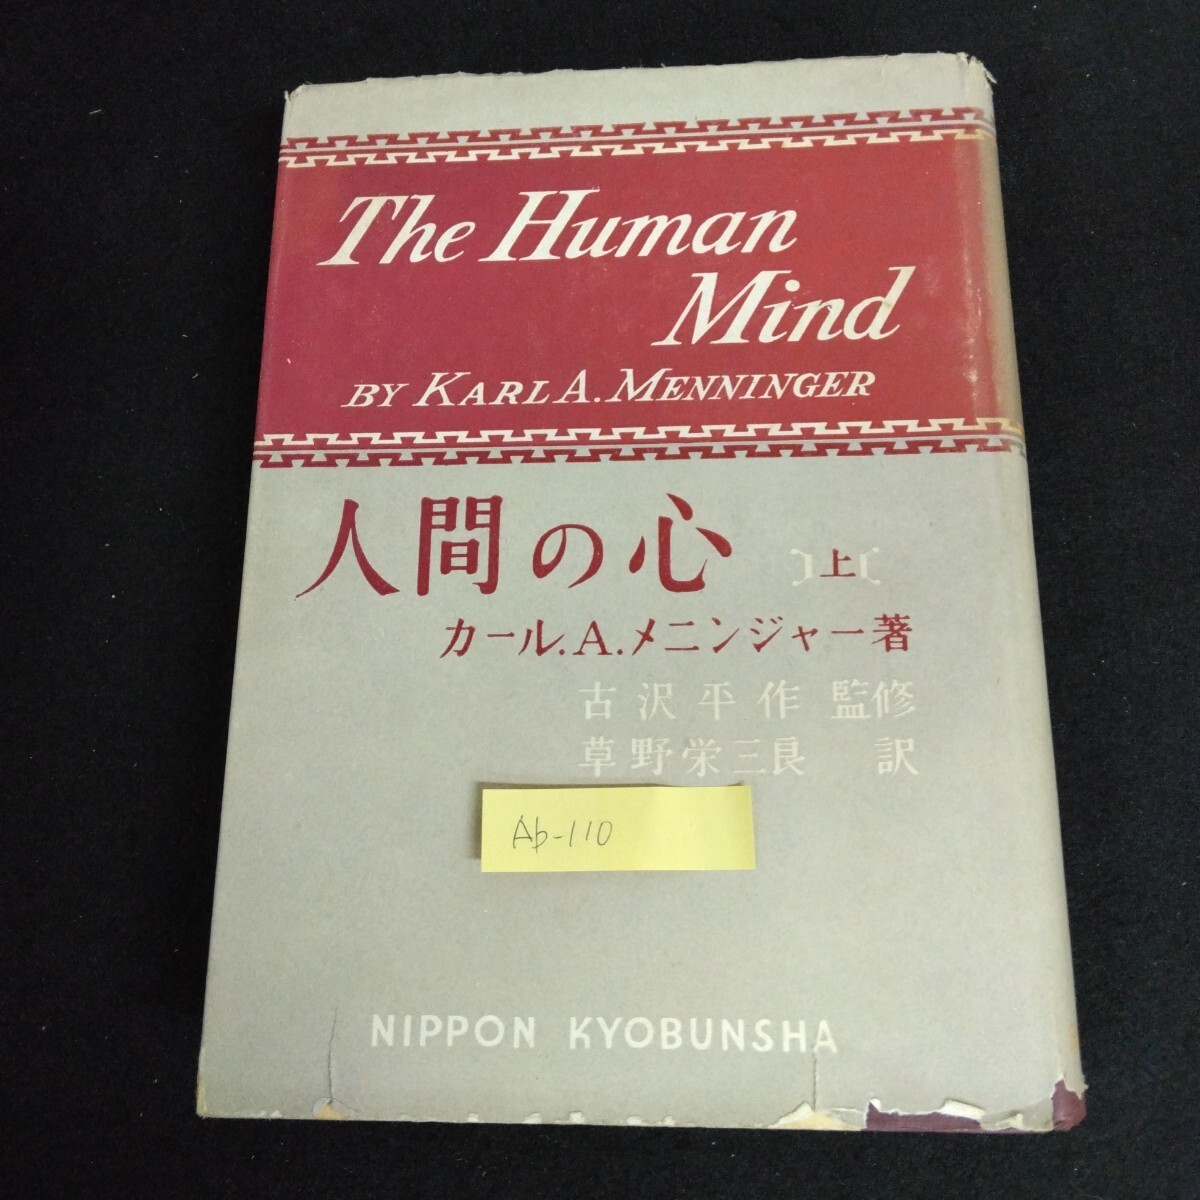 The Human
Mind
BY KARL A. MENNINGER
人間の心 〕上〔
カール.A.メニンジャー著
古沢平作 監修
草野栄三良 訳
Ab-110
NIPPON KYOBUNSHA